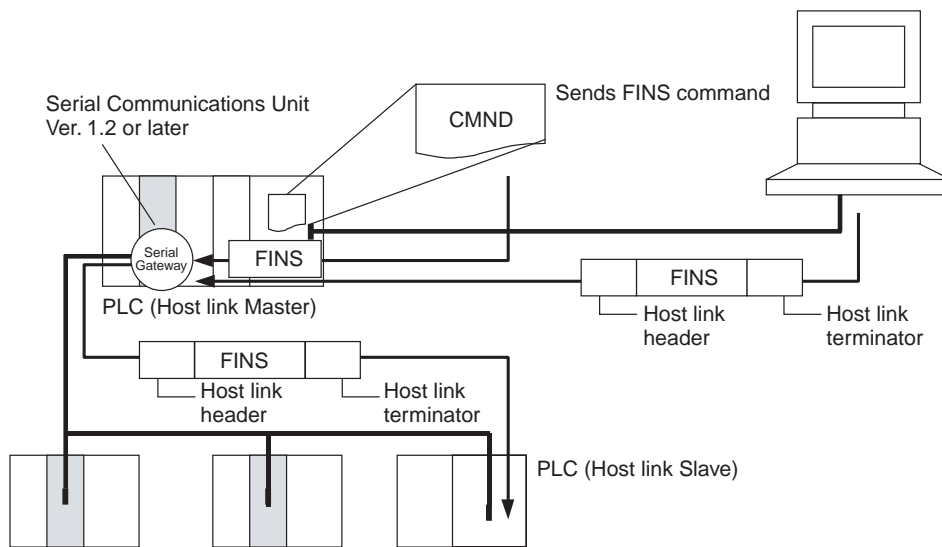 Sends FINS command
Serial Communications Unit
Ver. 1.2 or later
CMND
Serial
Gateway
FINS
FINS
PLC (Host link Master)
Host link
header
Host link
terminator
FINS
Host link
header
Host link
terminator
PLC (Host link Slave)